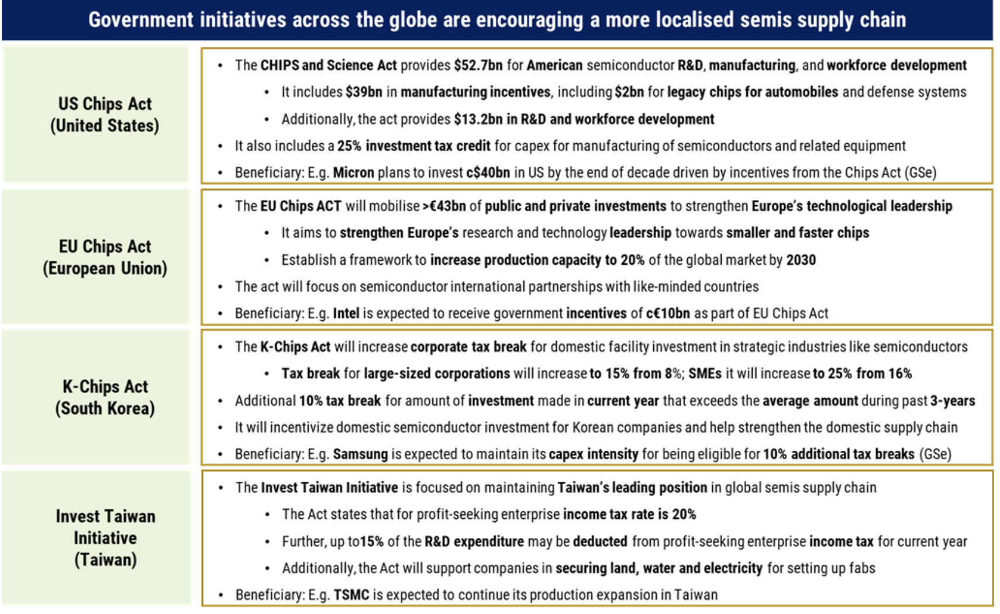 Government initiatives across the globe are encouraging a more localised semis supply chain
US Chips Act
(United States)
• The CHIPS and Science Act provides $52.7bn for American semiconductor R&D, manufacturing, and workforce development
• It includes $39bn in manufacturing incentives, including $2bn for legacy chips for automobiles and defense systems
• Additionally, the act provides $13.2bn in R&D and workforce development
• It also includes a 25% investment tax credit for capex for manufacturing of semiconductors and related equipment
• Beneficiary: E.g. Micron plans to invest c$40bn in US by the end of decade driven by incentives from the Chips Act (GSe)
EU Chips Act
(European Union)
• The EU Chips ACT will mobilise >€43bn of public and private investments to strengthen Europe's technological leadership
• It aims to strengthen Europe's research and technology leadership towards smaller and faster chips
• Establish a framework to increase production capacity to 20% of the global market by 2030
• The act will focus on semiconductor international partnerships with like-minded countries
• Beneficiary: E.g. Intel is expected to receive government incentives of c€10bn as part of EU Chips Act
K-Chips Act
(South Korea)
• The K-Chips Act will increase corporate tax break for domestic facility investment in strategic industries like semiconductors
• Tax break for large-sized corporations will increase to 15% from 8%; SMEs it will increase to 25% from 16%
• Additional 10% tax break for amount of investment made in current year that exceeds the average amount during past 3-years
• It will incentivize domestic semiconductor investment for Korean companies and help strengthen the domestic supply chain
• Beneficiary: E.g. Samsung is expected to maintain its capex intensity for being eligible for 10% additional tax breaks (GSe)
Invest Taiwan
Initiative
(Taiwan)
• The Invest Taiwan Initiative is focused on maintaining Taiwan's leading position in global semis supply chain
• The Act states that for profit-seeking enterprise income tax rate is 20%
• Further, up to15% of the R&D expenditure may be deducted from profit-seeking enterprise income tax for current year
• Additionally, the Act will support companies in securing land, water and electricity for setting up fabs
• Beneficiary: E.g. TSMC is expected to continue its production expansion in Taiwan